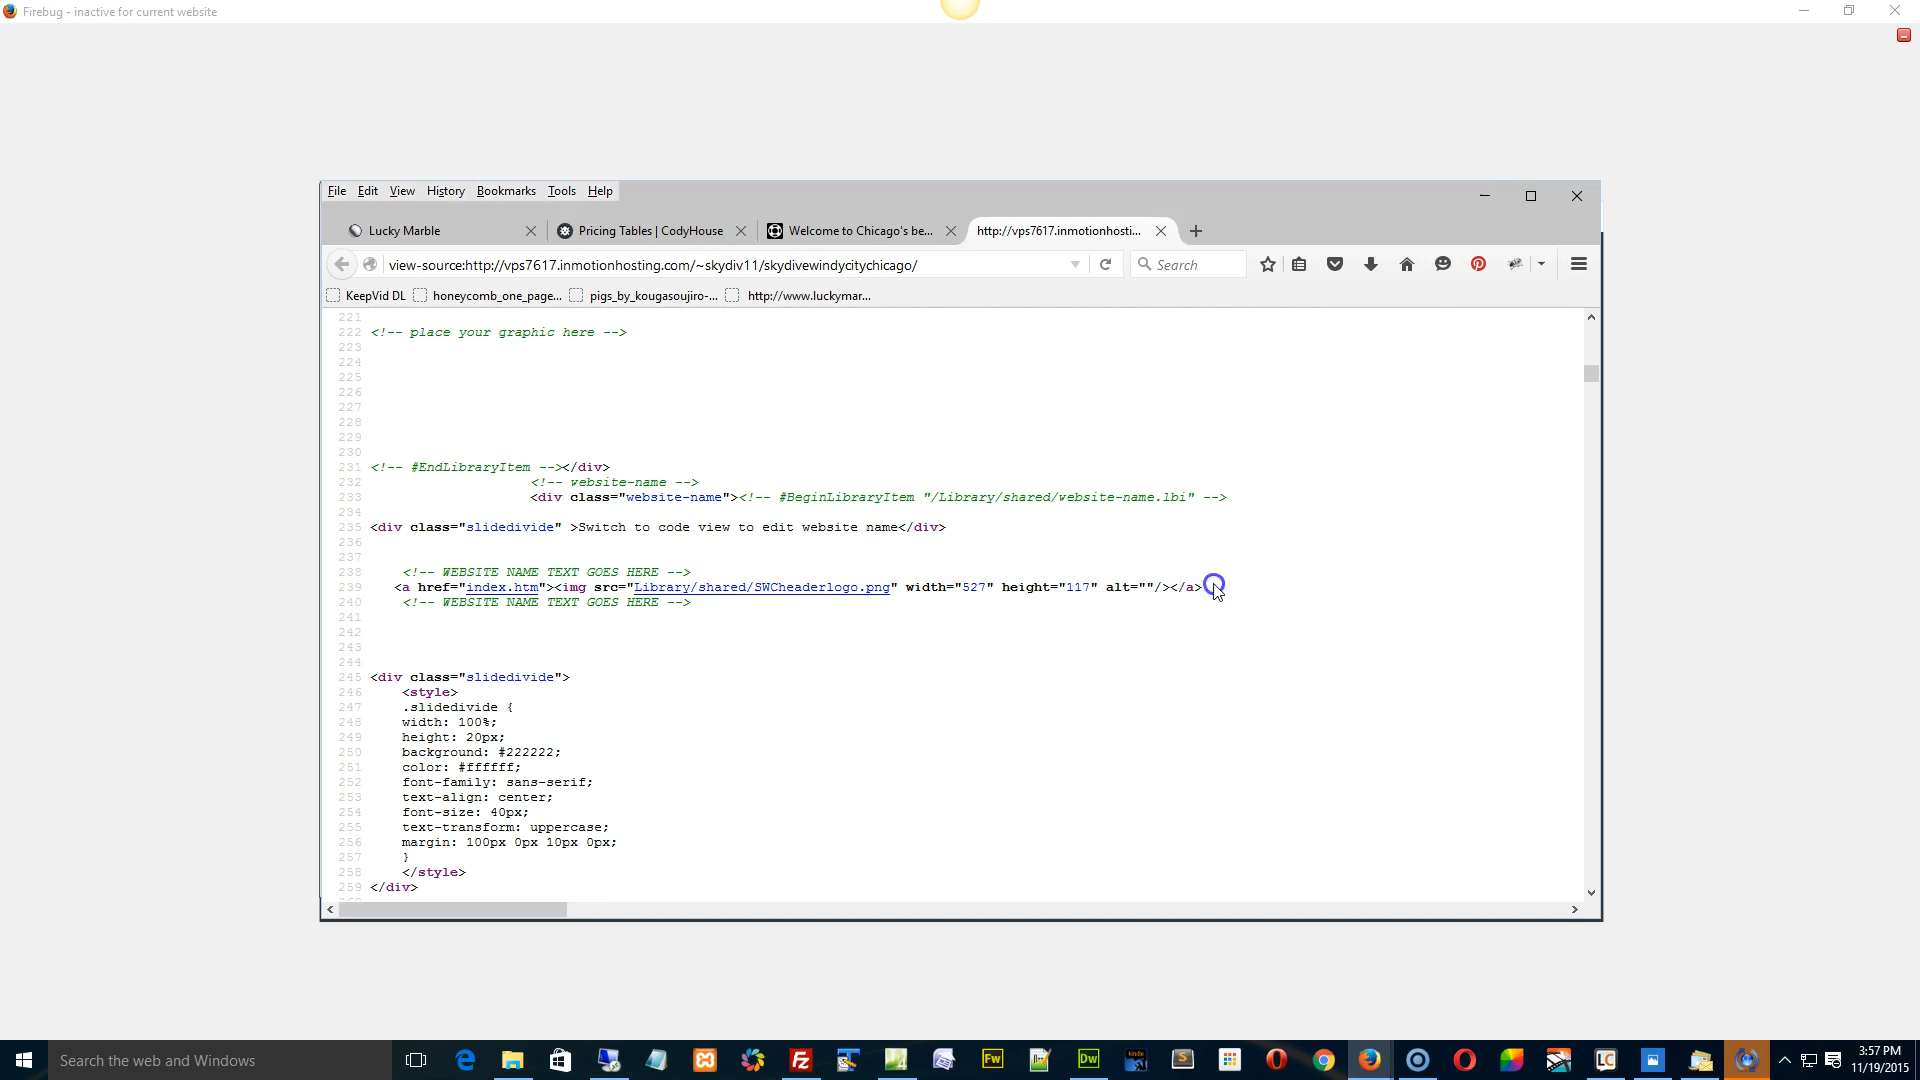 Firebug - inactive for current website
File Edit View History Bookmarks Tools Help
Lucky Marble
Pricing Tables | CodyHouse
Welcome to Chicago's be...
http://vps7617.inmotionhosti...
view-source:http://vps7617.inmotionhosting.com/~skydiv11/skydivewindycitychicago/
Search
KeepVid DL
honeycomb_one_page...
pigs_by_kougasoujiro-...
http://www.luckymar...
221
222 <!-- place your graphic here -->
223
224
225
226
227
228
229
230
231 <!-- #EndLibraryItem --></div>
232 <!-- website-name -->
233 <div class="website-name"><!-- #BeginLibraryItem "/Library/shared/website-name.lbi" -->
234
235 <div class="slidedivide" >Switch to code view to edit website name</div>
236
237
238 <!-- WEBSITE NAME TEXT GOES HERE -->
239 <a href="index.htm"><img src="Library/shared/SWCheaderlogo.png" width="527" height="117" alt=""/></a>
240 <!-- WEBSITE NAME TEXT GOES HERE -->
241
242
243
244
245 <div class="slidedivide">
246 <style>
247 .slidedivide {
248 width: 100%;
249 height: 20px;
250 background: #222222;
251 color: #ffffff;
252 font-family: sans-serif;
253 text-align: center;
254 font-size: 40px;
255 text-transform: uppercase;
256 margin: 100px 0px 10px 0px;
257 }
258 </style>
259 </div>
Search the web and Windows
Fw
Dw
kindle
LC
3:57 PM
11/19/2015